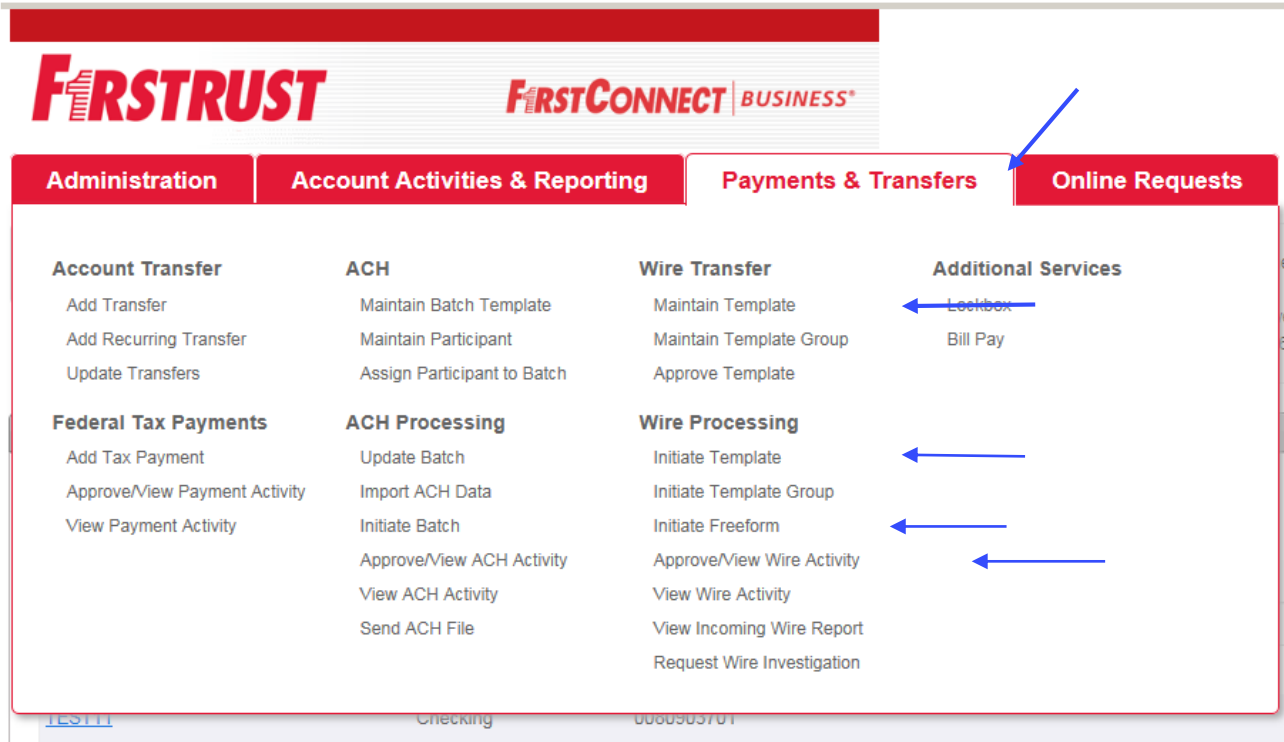 FIRSTRUST
FIRSTCONNECT BUSINESS®
Administration
Account Activities & Reporting
Payments & Transfers
Online Requests
Account Transfer
Add Transfer
Add Recurring Transfer
Update Transfers
ACH
Maintain Batch Template
Maintain Participant
Assign Participant to Batch
Wire Transfer
Maintain Template
Maintain Template Group
Approve Template
Additional Services
Lockbox
Bill Pay
Federal Tax Payments
Add Tax Payment
Approve/View Payment Activity
View Payment Activity
ACH Processing
Update Batch
Import ACH Data
Initiate Batch
Approve/View ACH Activity
View ACH Activity
Send ACH File
Wire Processing
Initiate Template
Initiate Template Group
Initiate Freeform
Approve/View Wire Activity
View Wire Activity
View Incoming Wire Report
Request Wire Investigation
Checking
0080903701